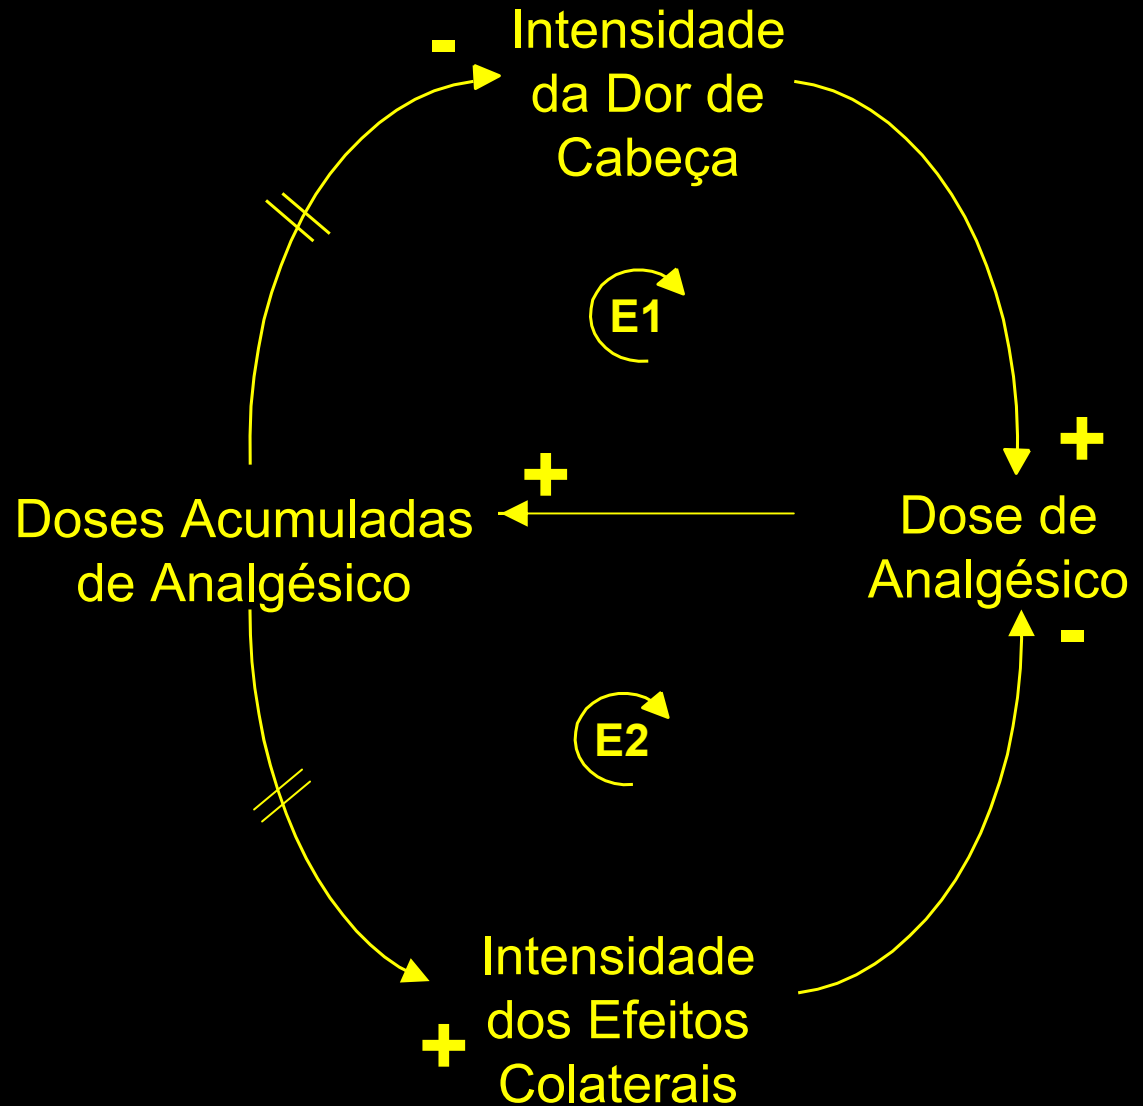 -
Intensidade
da Dor de
Cabeça
E1
+
+
Doses Acumuladas
de Analgésico
Dose de
Analgésico
-
E2
Intensidade
dos Efeitos
Colaterais
+